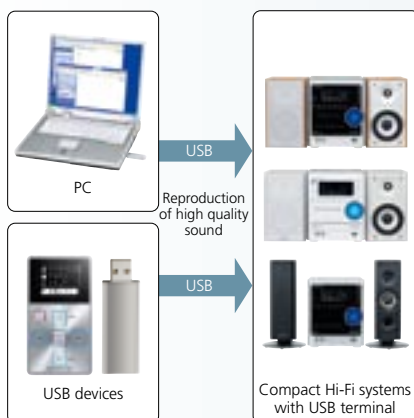 PC
USB
Reproduction
of high quality
sound
USB
USB devices
Compact Hi-Fi systems
with USB terminal